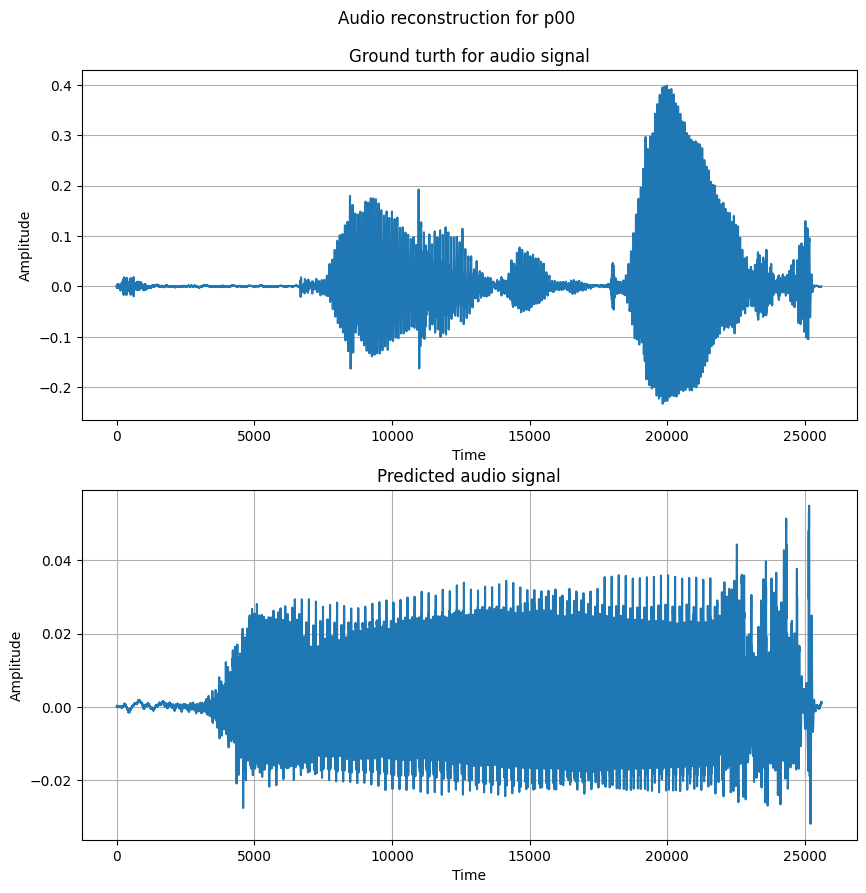 Audio reconstruction for p00
Ground turth for audio signal
0.4
0.3
0.2
0.1
0.0
−0.1
−0.2
Amplitude
0 5000 10000 15000 20000 25000
Time
Predicted audio signal
0.04
0.02
0.00
−0.02
Amplitude
0 5000 10000 15000 20000 25000
Time